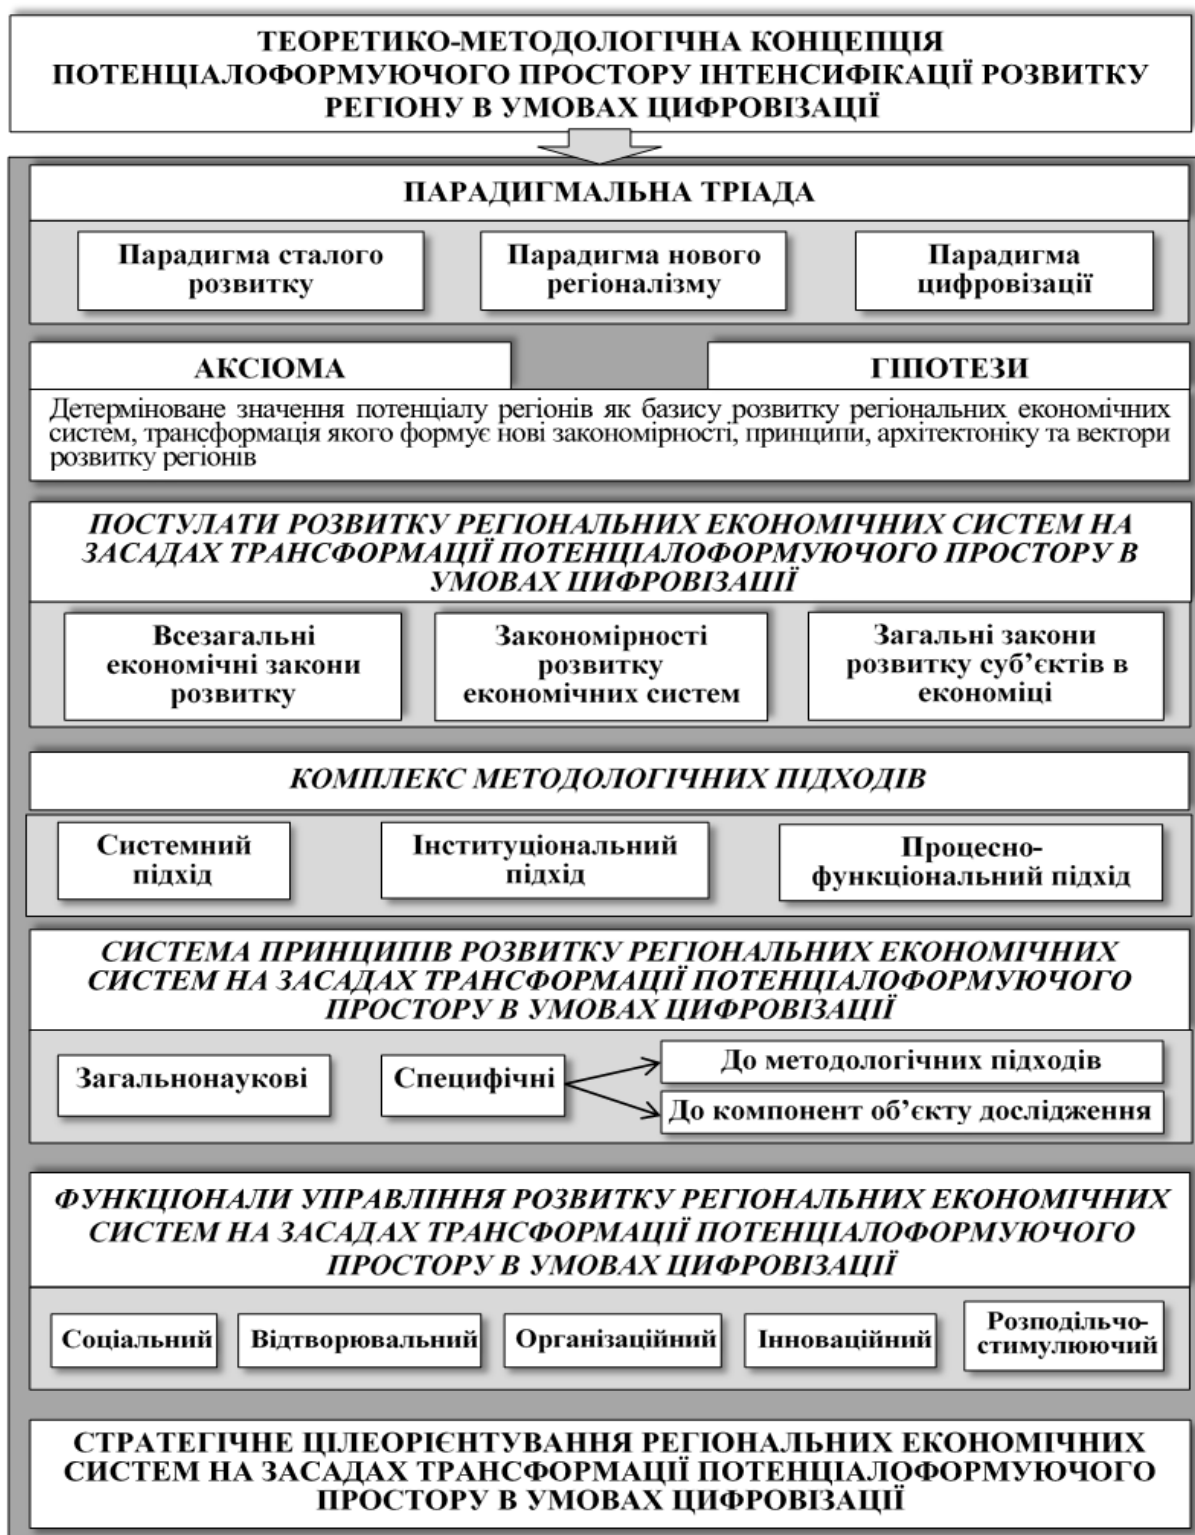 ТЕОРЕТИКО-МЕТОДОЛОГІЧНА КОНЦЕПЦІЯ
ПОТЕНЦІАЛОФОРМУЮЧОГО ПРОСТОРУ ІНТЕНСИФІКАЦІЇ РОЗВИТКУ
РЕГІОНУ В УМОВАХ ЦИФРОВІЗАЦІЇ
ПАРАДИГМАЛЬНА ТРІАДА
Парадигма сталого
розвитку
Парадигма нового
регіоналізму
Парадигма
цифровізації
АКСІОМА
ГІПОТЕЗИ
Детерміноване значення потенціалу регіонів як базису розвитку регіональних економічних
систем, трансформація якого формує нові закономірності, принципи, архітектоніку та вектори
розвитку регіонів
ПОСТУЛАТИ РОЗВИТКУ РЕГІОНАЛЬНИХ ЕКОНОМІЧНИХ СИСТЕМ НА
ЗАСАДАХ ТРАНСФОРМАЦІЇ ПОТЕНЦІАЛОФОРМУЮЧОГО ПРОСТОРУ В
УМОВАХ ЦИФРОВІЗАЦІЇ
Всезагальні
економічні закони
розвитку
Закономірності
розвитку
економічних систем
Загальні закони
розвитку суб’єктів в
економіці
КОМПЛЕКС МЕТОДОЛОГІЧНИХ ПІДХОДІВ
Системний
підхід
Інституціональний
підхід
Процесно-
функціональний підхід
СИСТЕМА ПРИНЦИПІВ РОЗВИТКУ РЕГІОНАЛЬНИХ ЕКОНОМІЧНИХ
СИСТЕМ НА ЗАСАДАХ ТРАНСФОРМАЦІЇ ПОТЕНЦІАЛОФОРМУЮЧОГО
ПРОСТОРУ В УМОВАХ ЦИФРОВІЗАЦІЇ
Загальнонаукові
Специфічні
До методологічних підходів
До компонент об’єкту дослідження
ФУНКЦІОНАЛИ УПРАВЛІННЯ РОЗВИТКУ РЕГІОНАЛЬНИХ ЕКОНОМІЧНИХ
СИСТЕМ НА ЗАСАДАХ ТРАНСФОРМАЦІЇ ПОТЕНЦІАЛОФОРМУЮЧОГО
ПРОСТОРУ В УМОВАХ ЦИФРОВІЗАЦІЇ
Соціальний
Відтворювальний
Організаційний
Інноваційний
Розподільчо-
стимулюючий
СТРАТЕГІЧНЕ ЦІЛЕОРІЄНТУВАННЯ РЕГІОНАЛЬНИХ ЕКОНОМІЧНИХ
СИСТЕМ НА ЗАСАДАХ ТРАНСФОРМАЦІЇ ПОТЕНЦІАЛОФОРМУЮЧОГО
ПРОСТОРУ В УМОВАХ ЦИФРОВІЗАЦІЇ